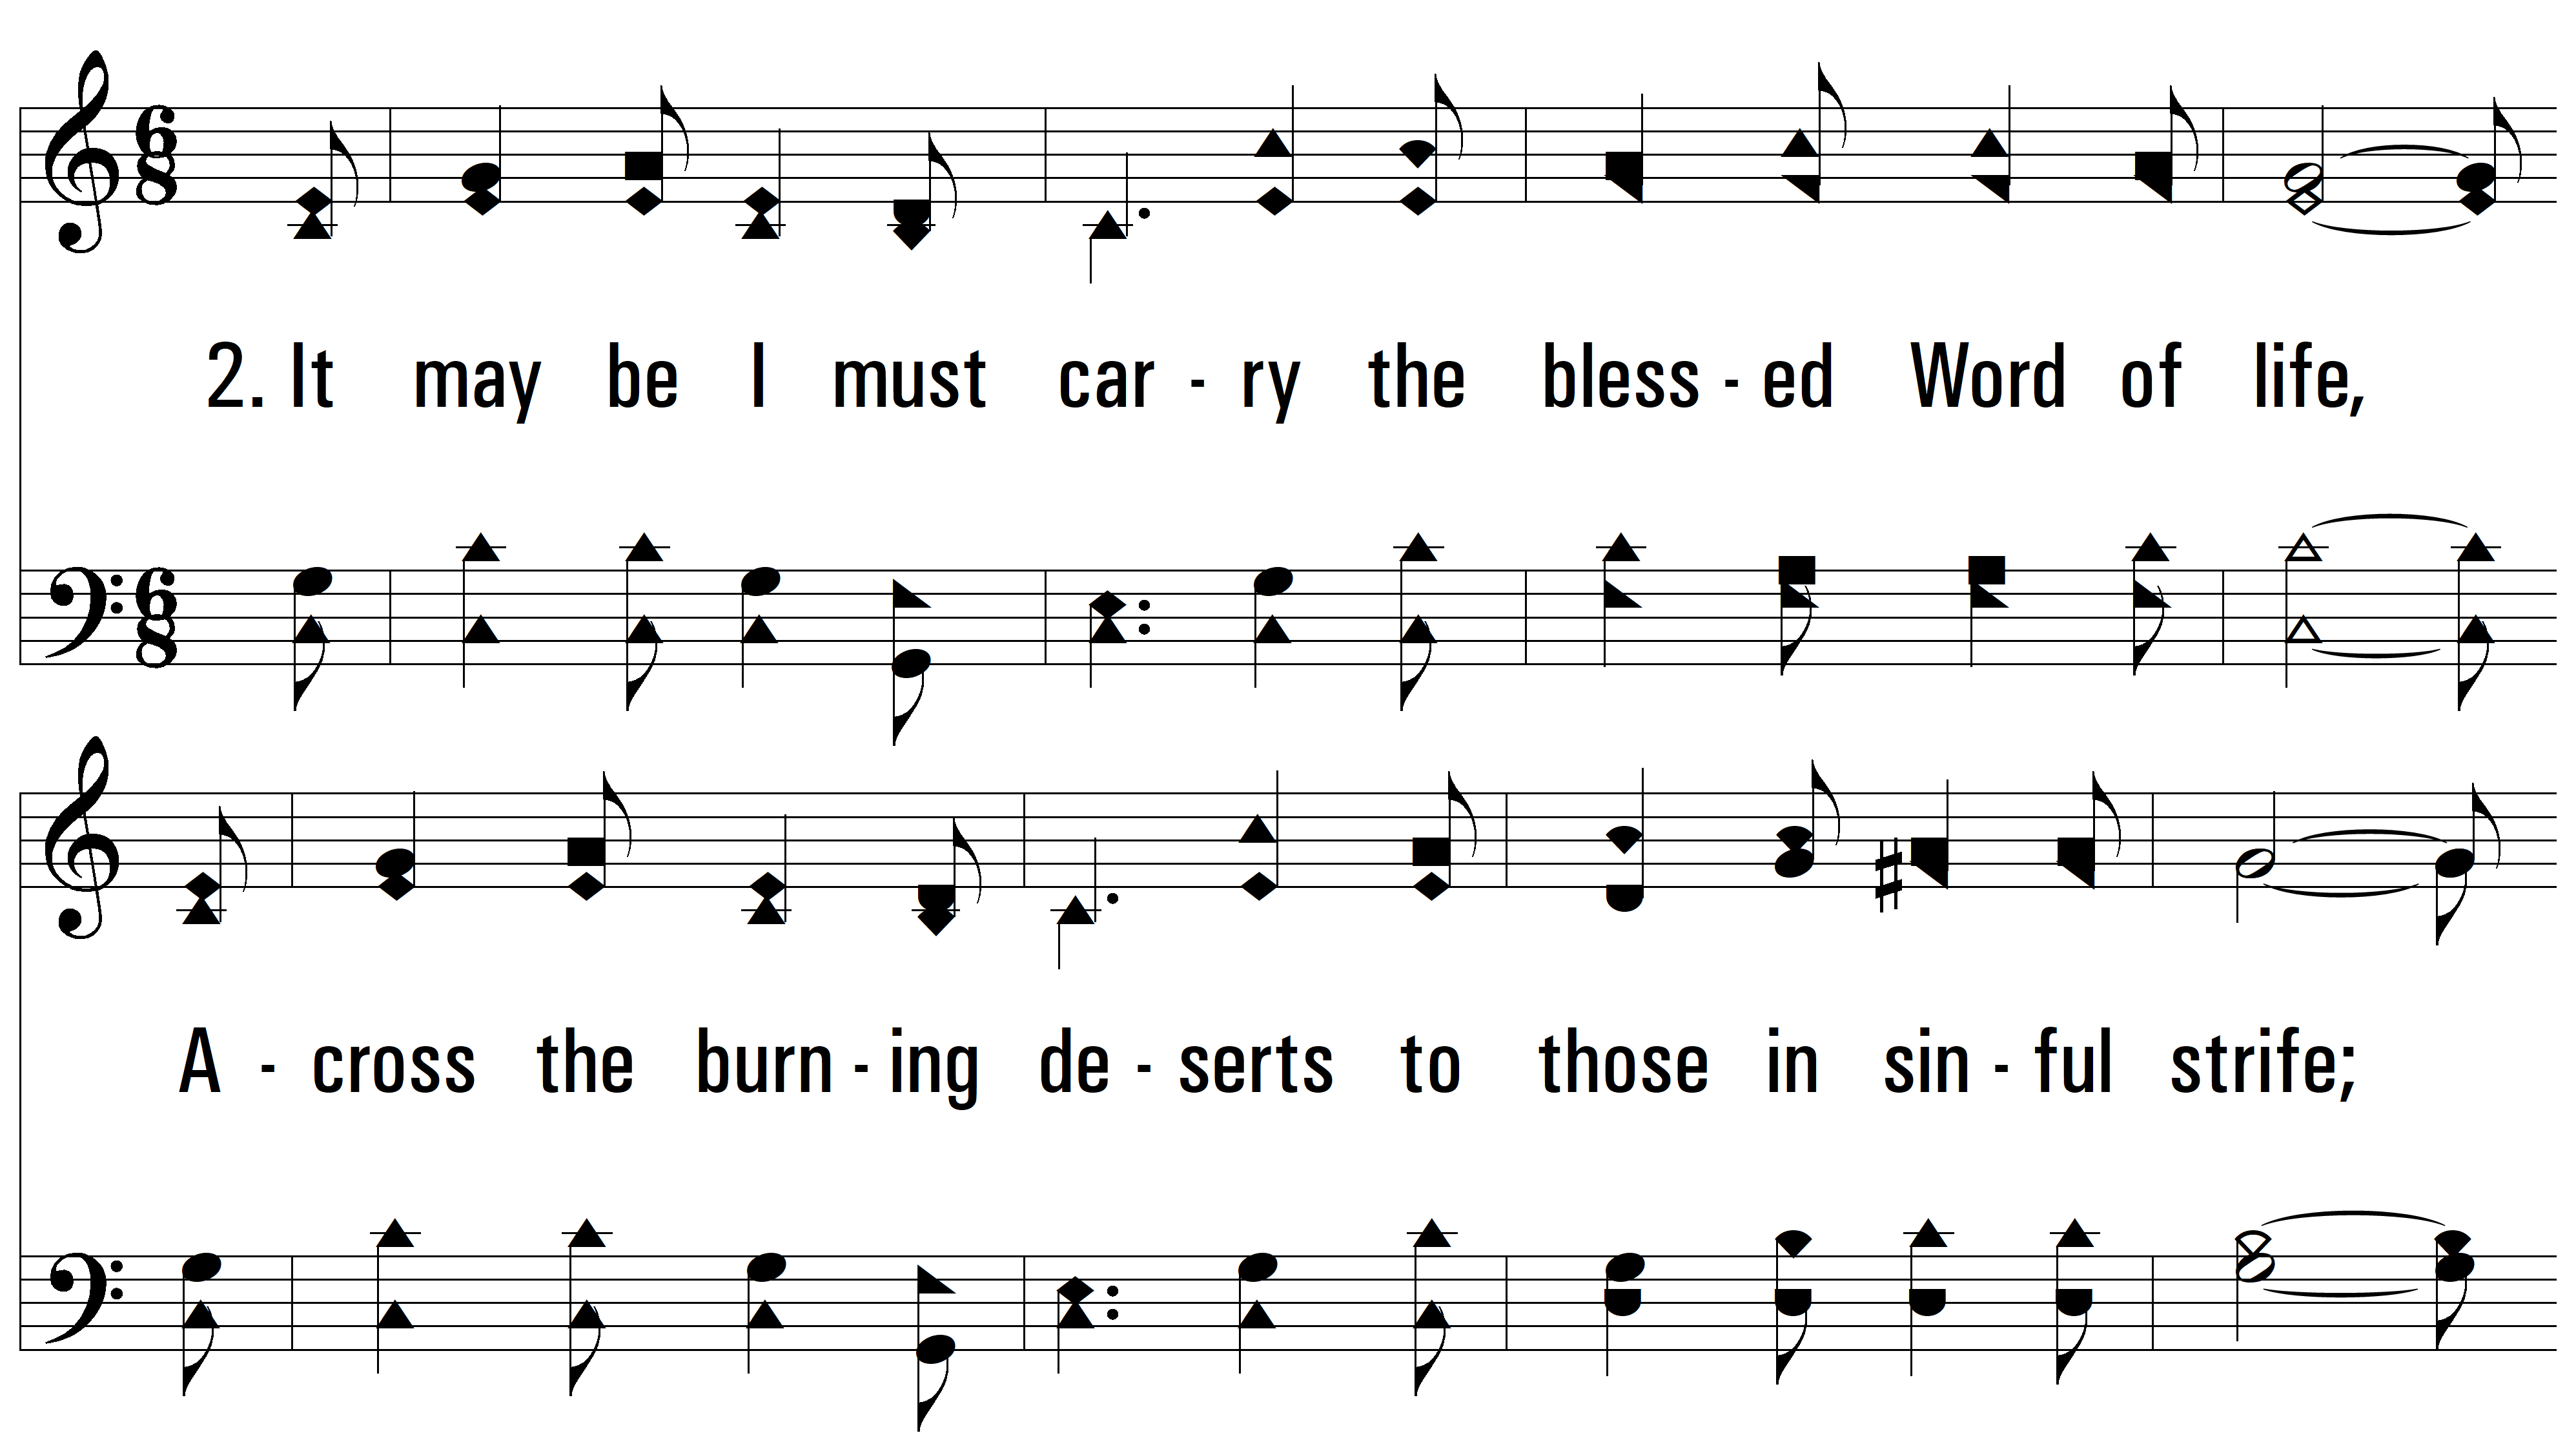 2. It may be I must car - ry the bless - ed Word of life,
A - cross the burn - ing de - serts to those in sin - ful strife;